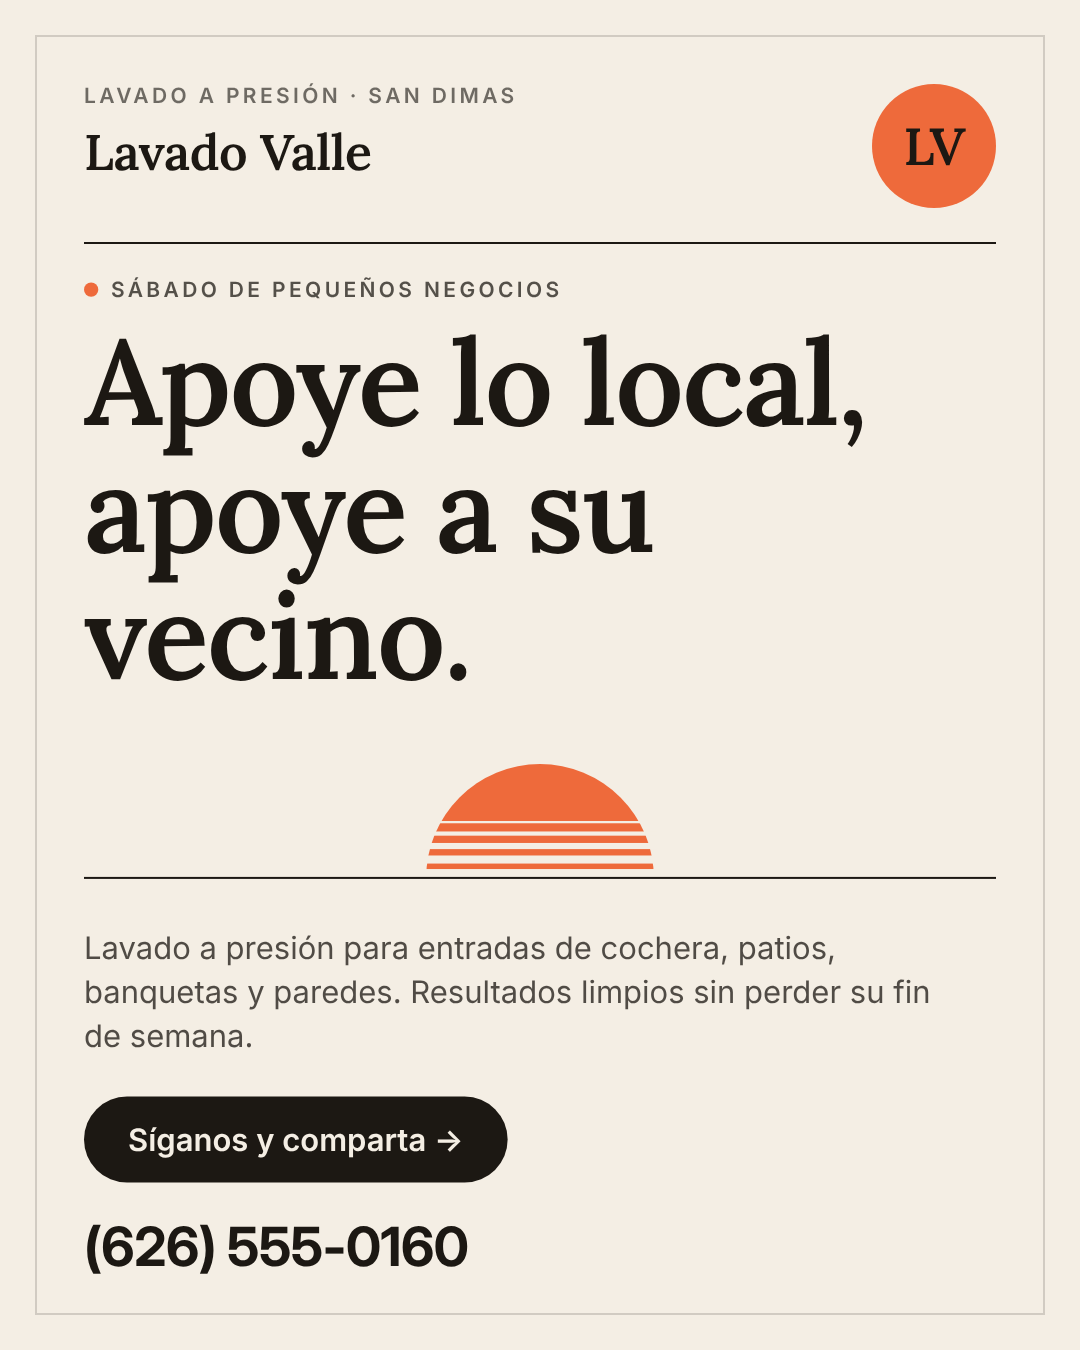 LAVADO A PRESIÓN · SAN DIMAS
Lavado Valle
LV
SÁBADO DE PEQUEÑOS NEGOCIOS
Apoye lo local,
apoye a su
vecino.
Lavado a presión para entradas de cochera, patios,
banquetas y paredes. Resultados limpios sin perder su fin
de semana.
Síganos y comparta →
(626) 555-0160